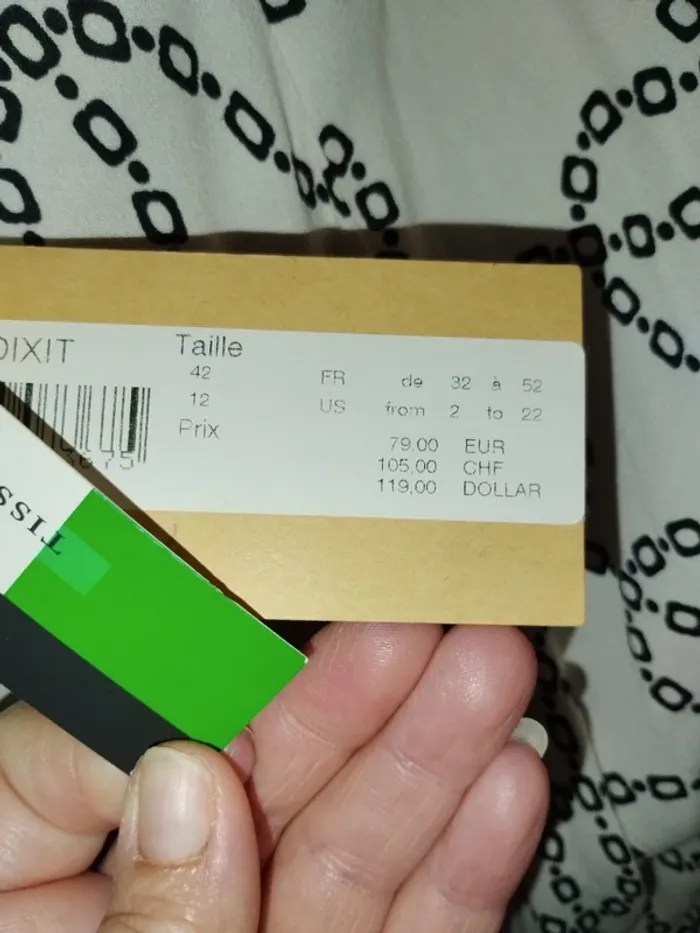 DIXIT
Taille
42 FR de 32 à 52
12 US from 2 to 22
Prix
79.00 EUR
105,00 CHF
119,00 DOLLAR
TISS